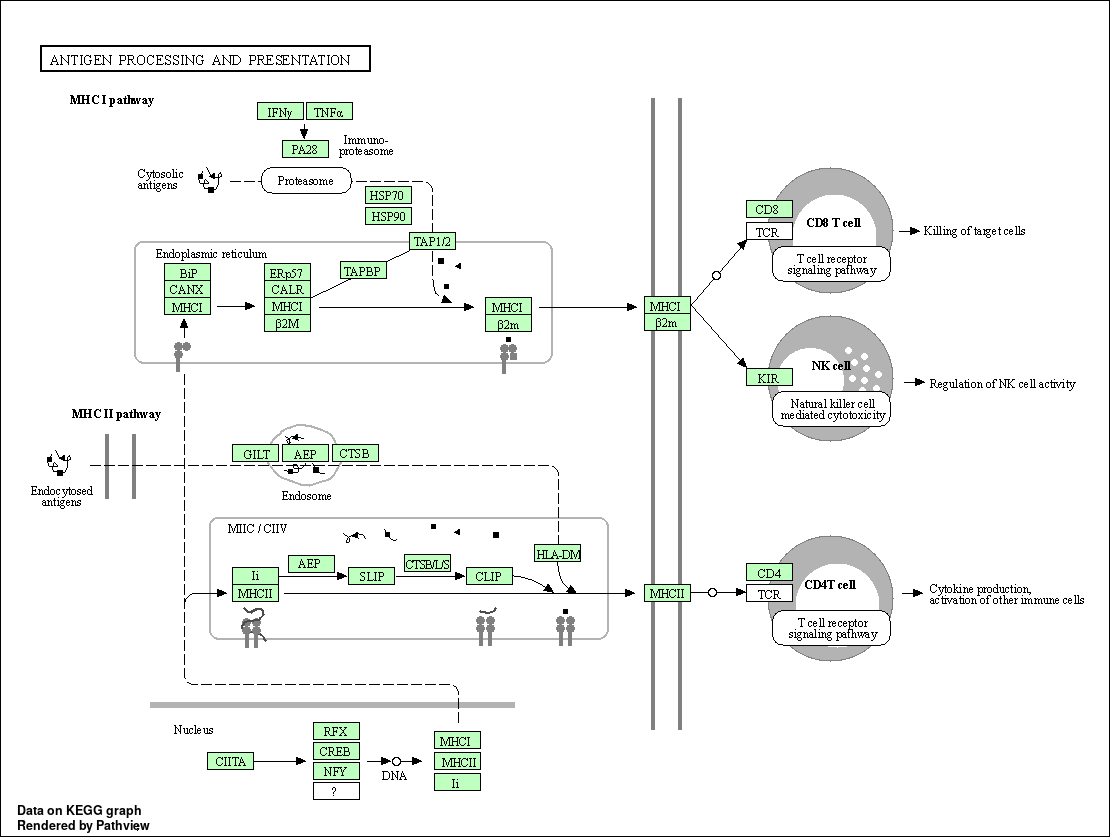 ANTIGEN PROCESSING AND PRESENTATION
MHC I pathway
IFNγ
TNFα
PA28
Immuno-
proteasome
Cytosolic
antigens
Proteasome
HSP70
HSP90
TAP1/2
Endoplasmic reticulum
BiP
CANX
MHCI
ERp57
CALR
MHCI
β2M
TAPBP
MHCI
β2m
MHCI
β2m
CD8
TCR
CD8 T cell
T cell receptor
signaling pathway
Killing of target cells
KIR
NK cell
Natural killer cell
mediated cytotoxicity
Regulation of NK cell activity
MHC II pathway
Endocytosed
antigens
GILT
AEP
CTSB
Endosome
MIIC / CIIV
Ii
MHCII
AEP
SLIP
CTSB/L/S
CLIP
HLA-DM
MHCII
CD4
TCR
CD4T cell
T cell receptor
signaling pathway
Cytokine production,
activation of other immune cells
Nucleus
CIITA
RFX
CREB
NFY
?
DNA
MHCI
MHCII
Ii
Data on KEGG graph
Rendered by Pathview